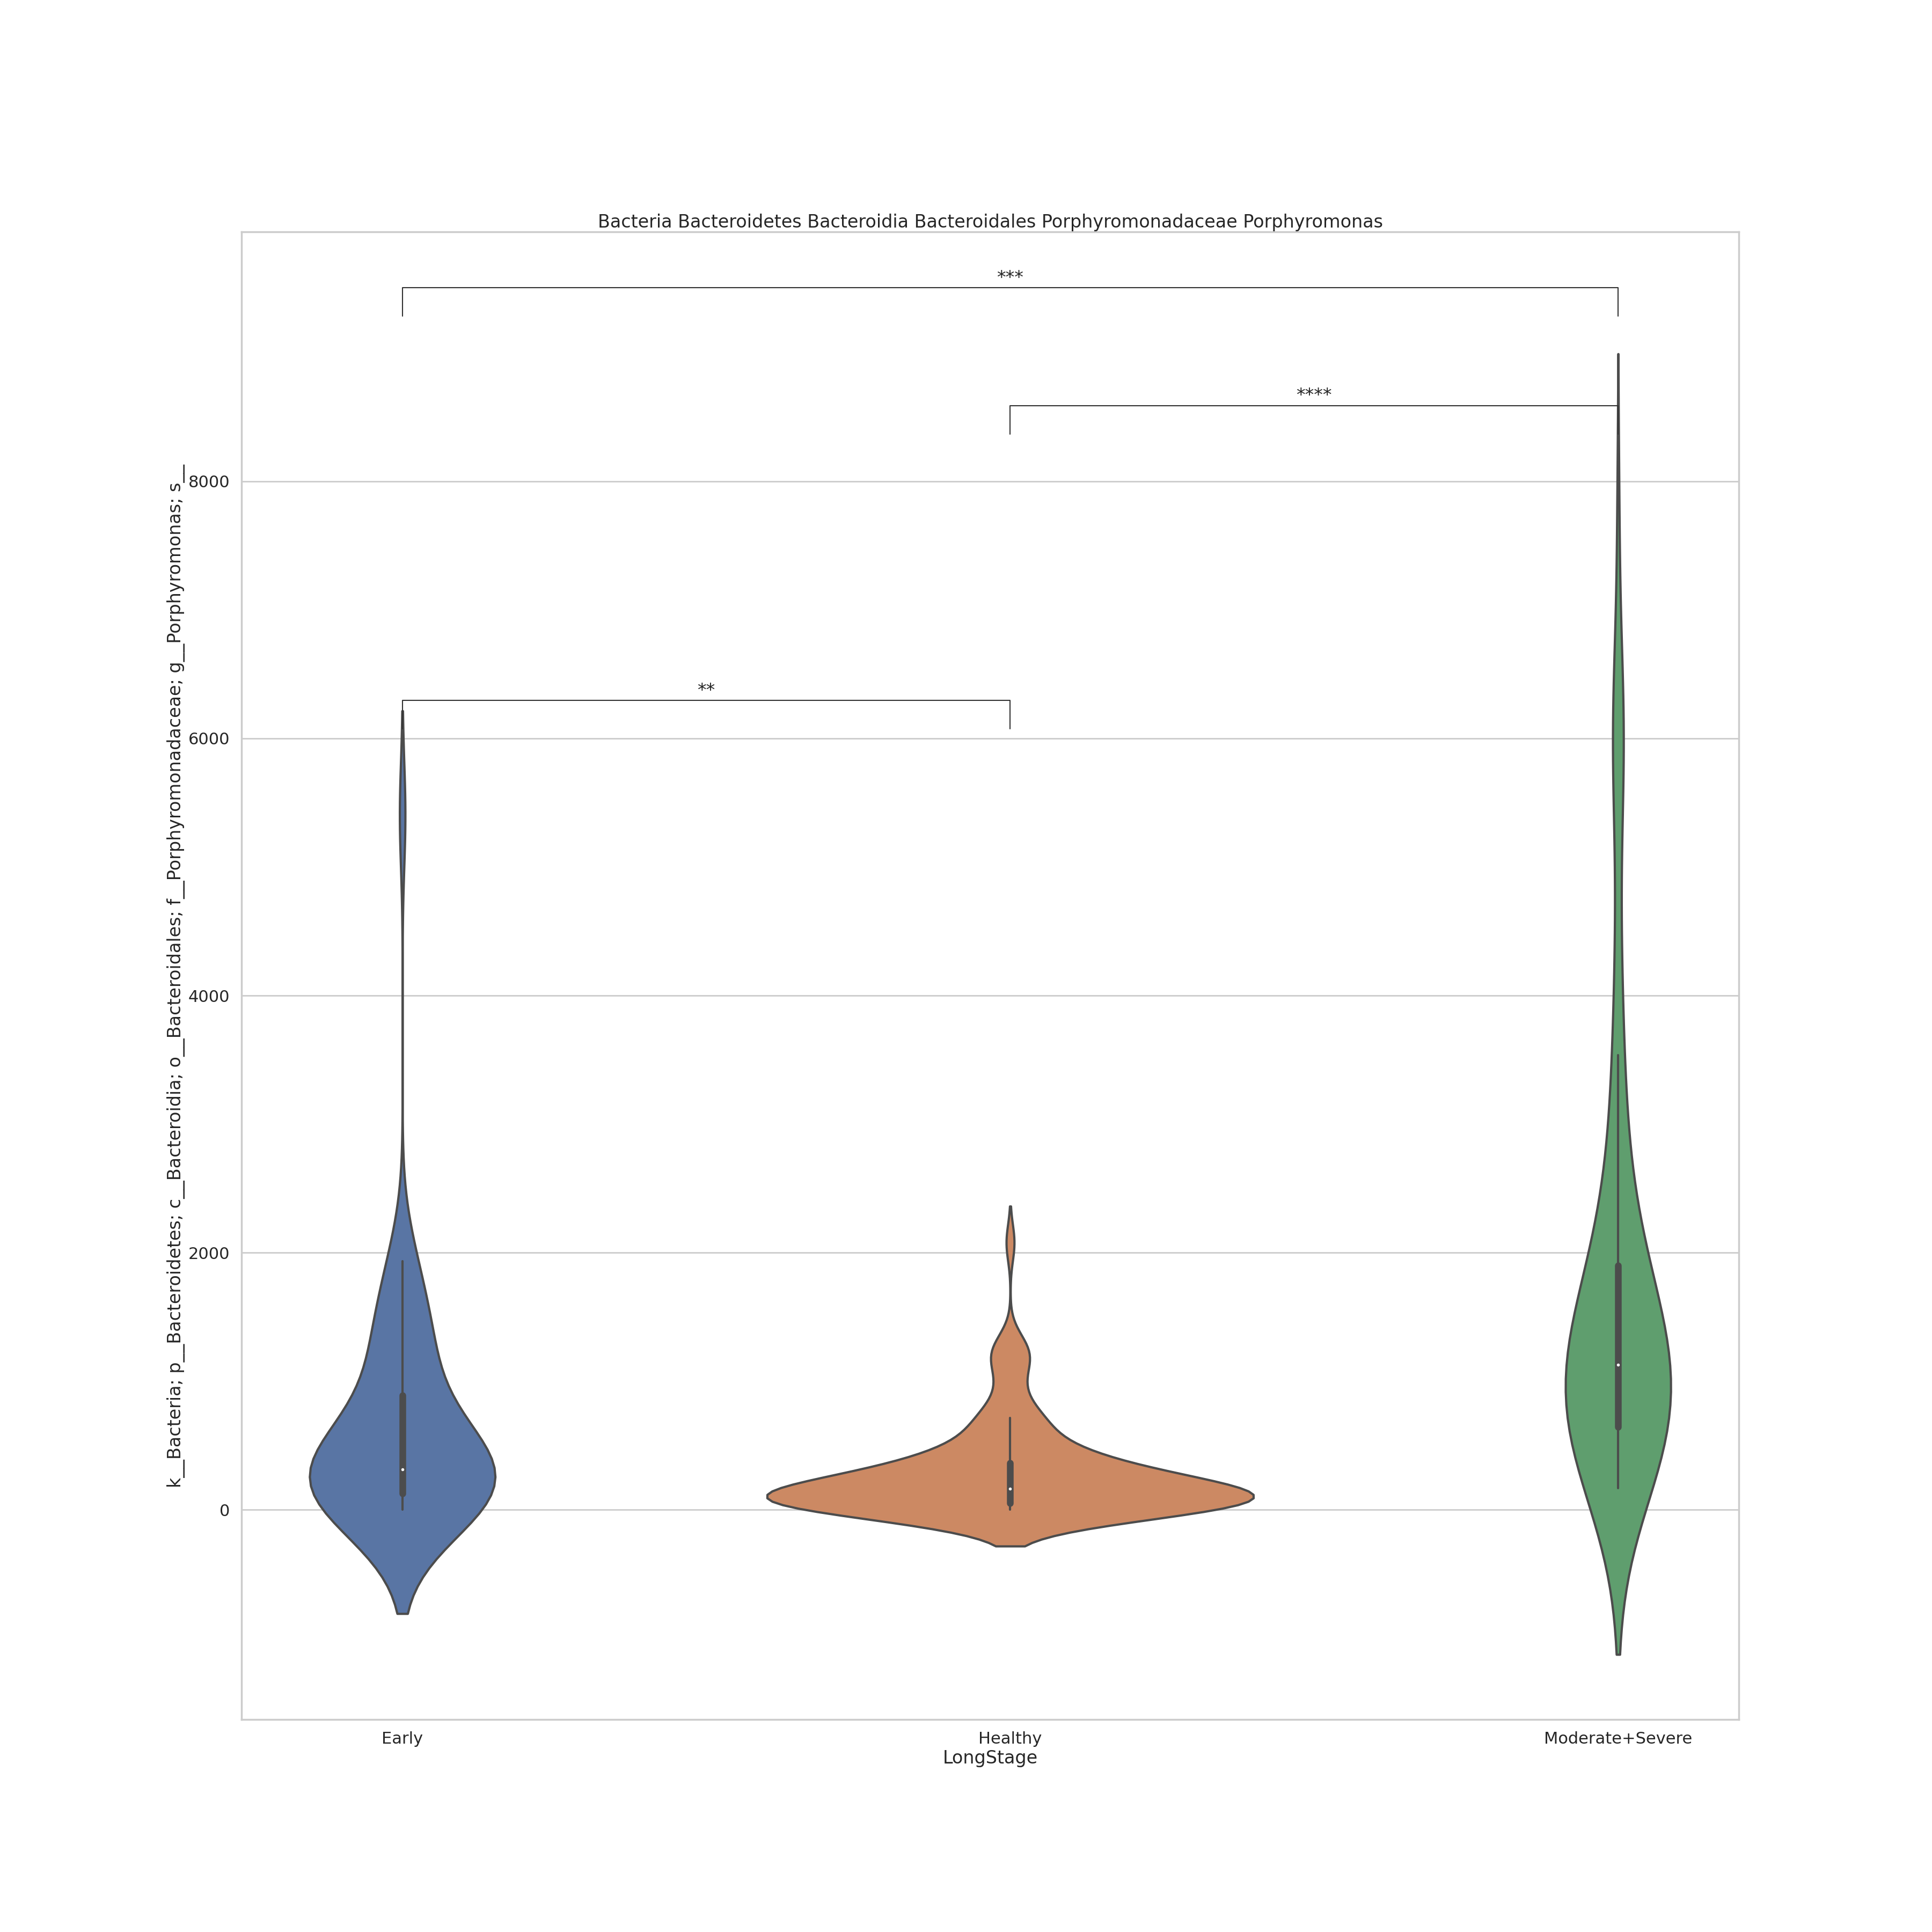 Bacteria Bacteroidetes Bacteroidia Bacteroidales Porphyromonadaceae Porphyromonas
***
****
**
k__Bacteria; p__Bacteroidetes; c__Bacteroidia; o__Bacteroidales; f__Porphyromonadaceae; g__Porphyromonas; s__
8000
6000
4000
2000
0
Early Healthy Moderate+Severe
LongStage